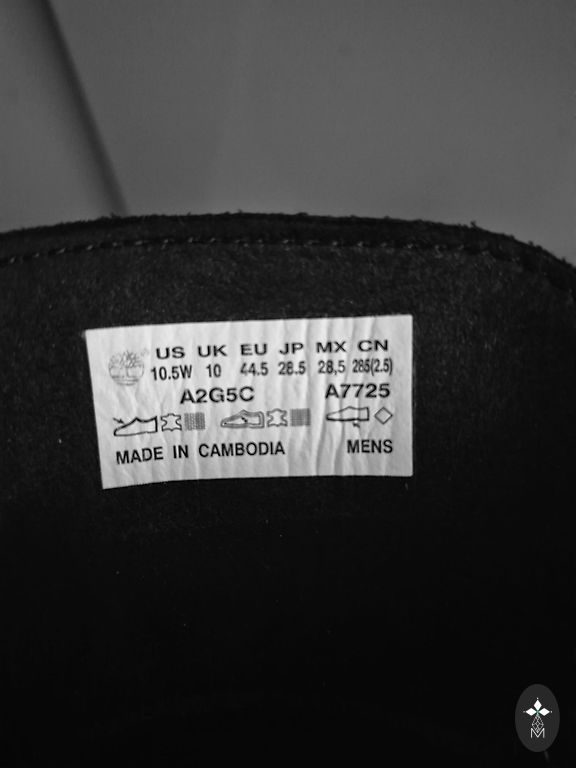 US UK EU JP MX CN
10.5W 10 44.5 28.5 28,5 285(2.5)
A2G5C A7725
MADE IN CAMBODIA MENS
M